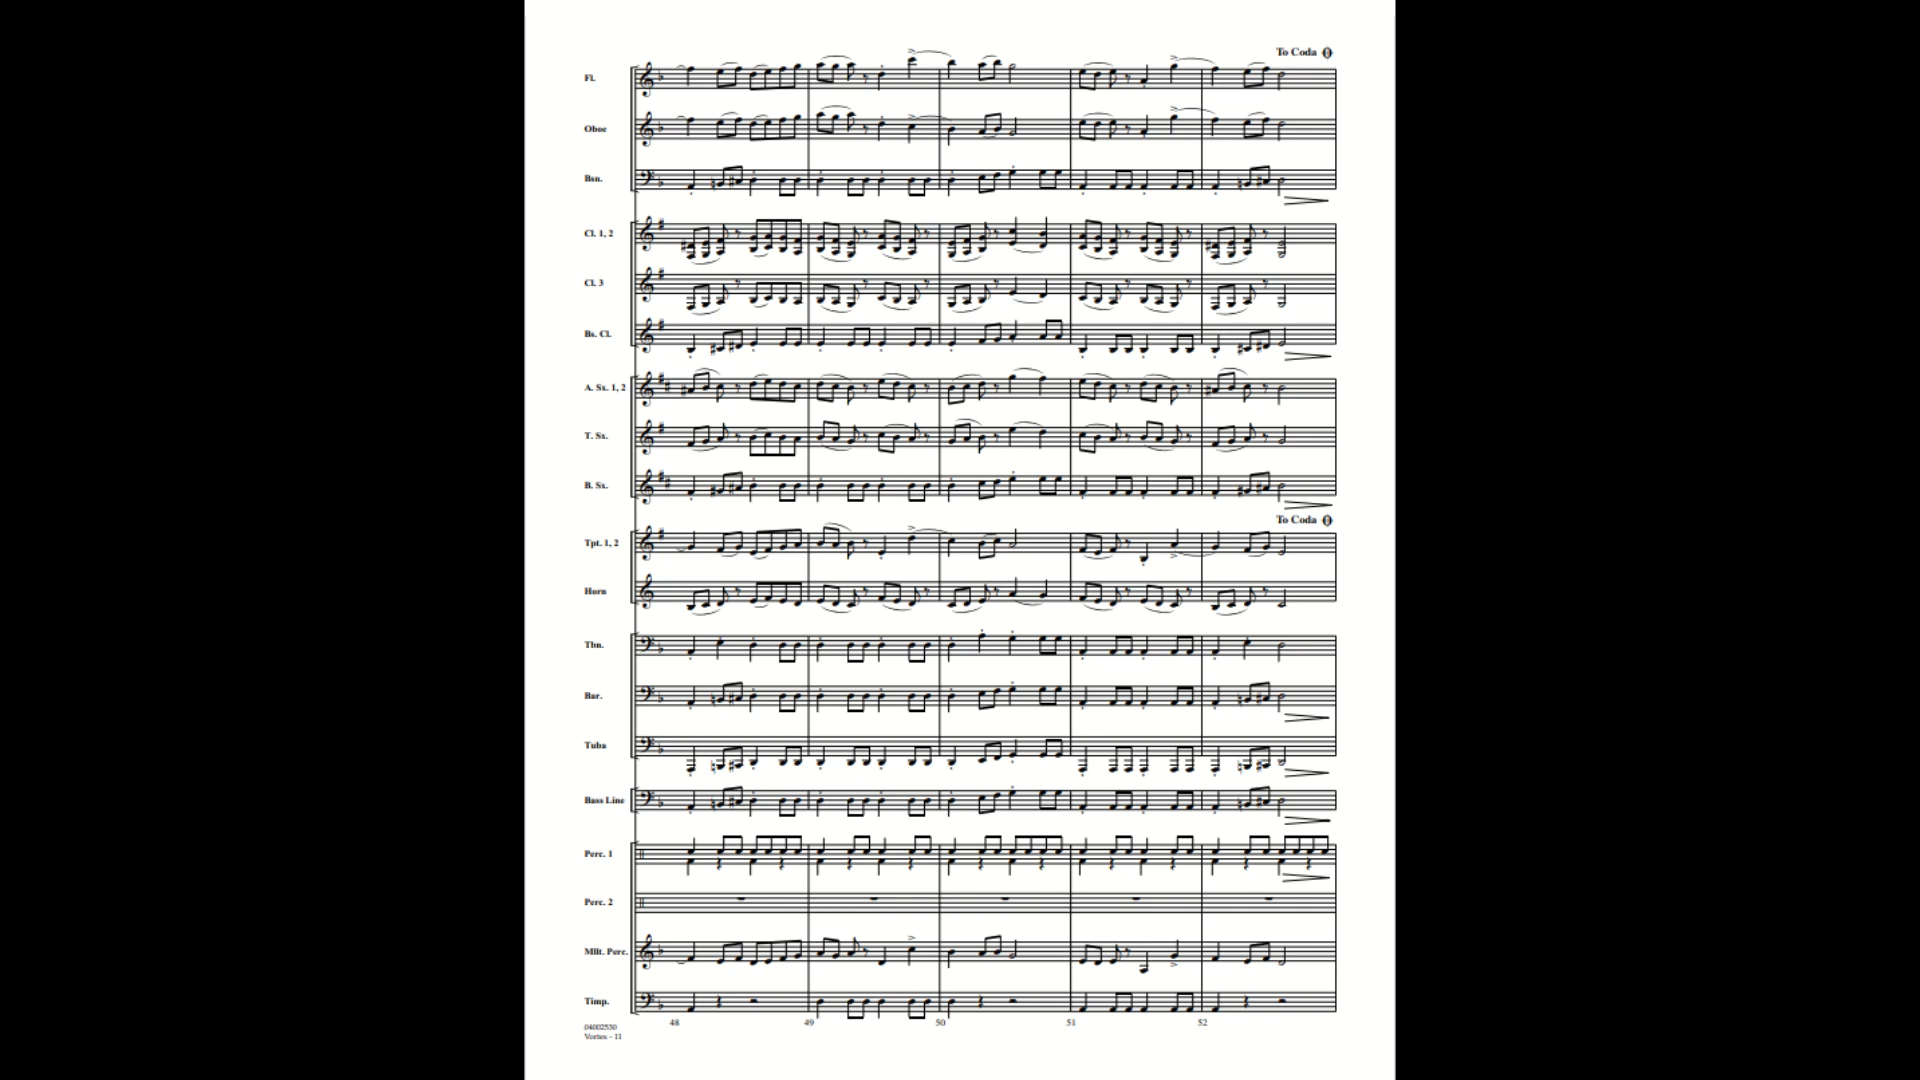 To Coda
Fl.
Oboe
Bsn.
Cl. 1, 2
Cl. 3
Bs. Cl.
A. Sx. 1, 2
T. Sx.
B. Sx.
To Coda
Tpt. 1, 2
Horn
Tbn.
Bar.
Tuba
Bass Line
Perc. 1
Perc. 2
Mllt. Perc.
Timp.
48 49 50 51 52
04002530
Vortex - 11